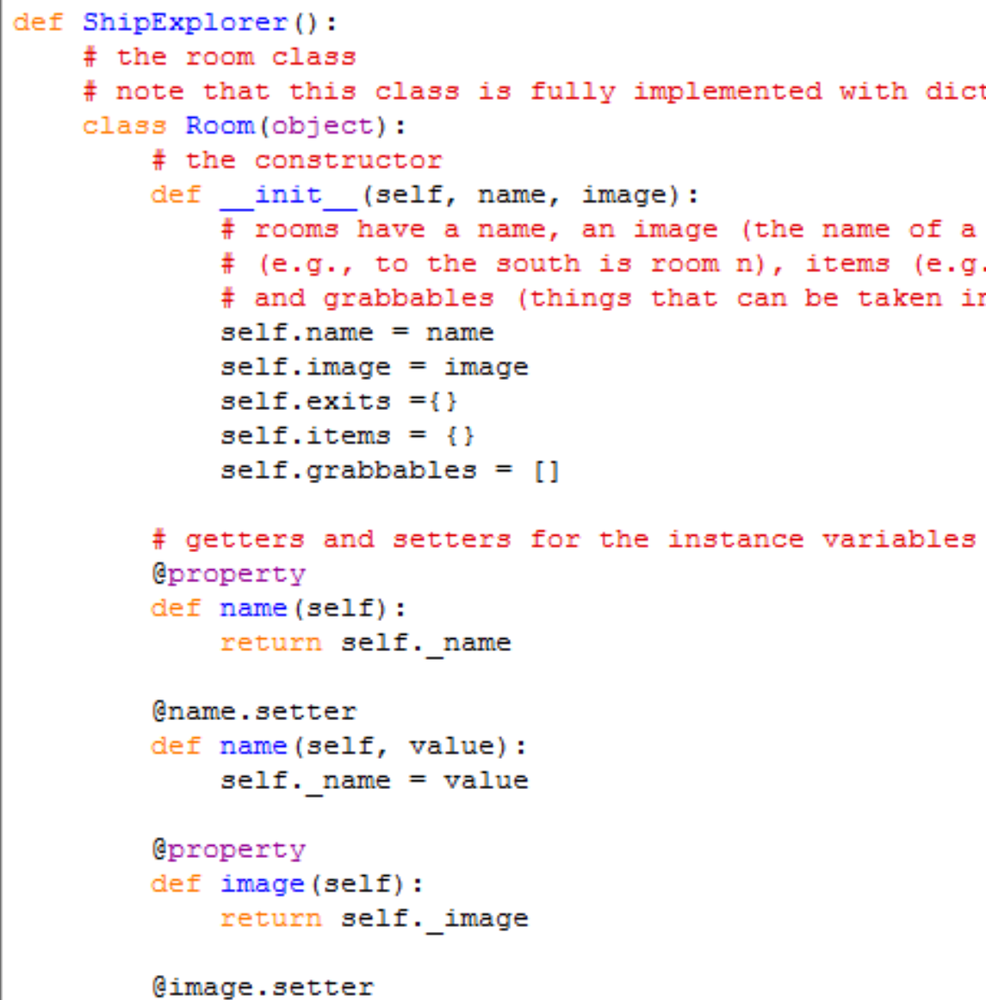 def ShipExplorer():
    # the room class
    # note that this class is fully implemented with dict
    class Room(object):
        # the constructor
        def __init__(self, name, image):
            # rooms have a name, an image (the name of a
            # (e.g., to the south is room n), items (e.g.
            # and grabbables (things that can be taken in
            self.name = name
            self.image = image
            self.exits ={}
            self.items = {}
            self.grabbables = []

        # getters and setters for the instance variables
        @property
        def name(self):
            return self._name

        @name.setter
        def name(self, value):
            self._name = value

        @property
        def image(self):
            return self._image

        @image.setter